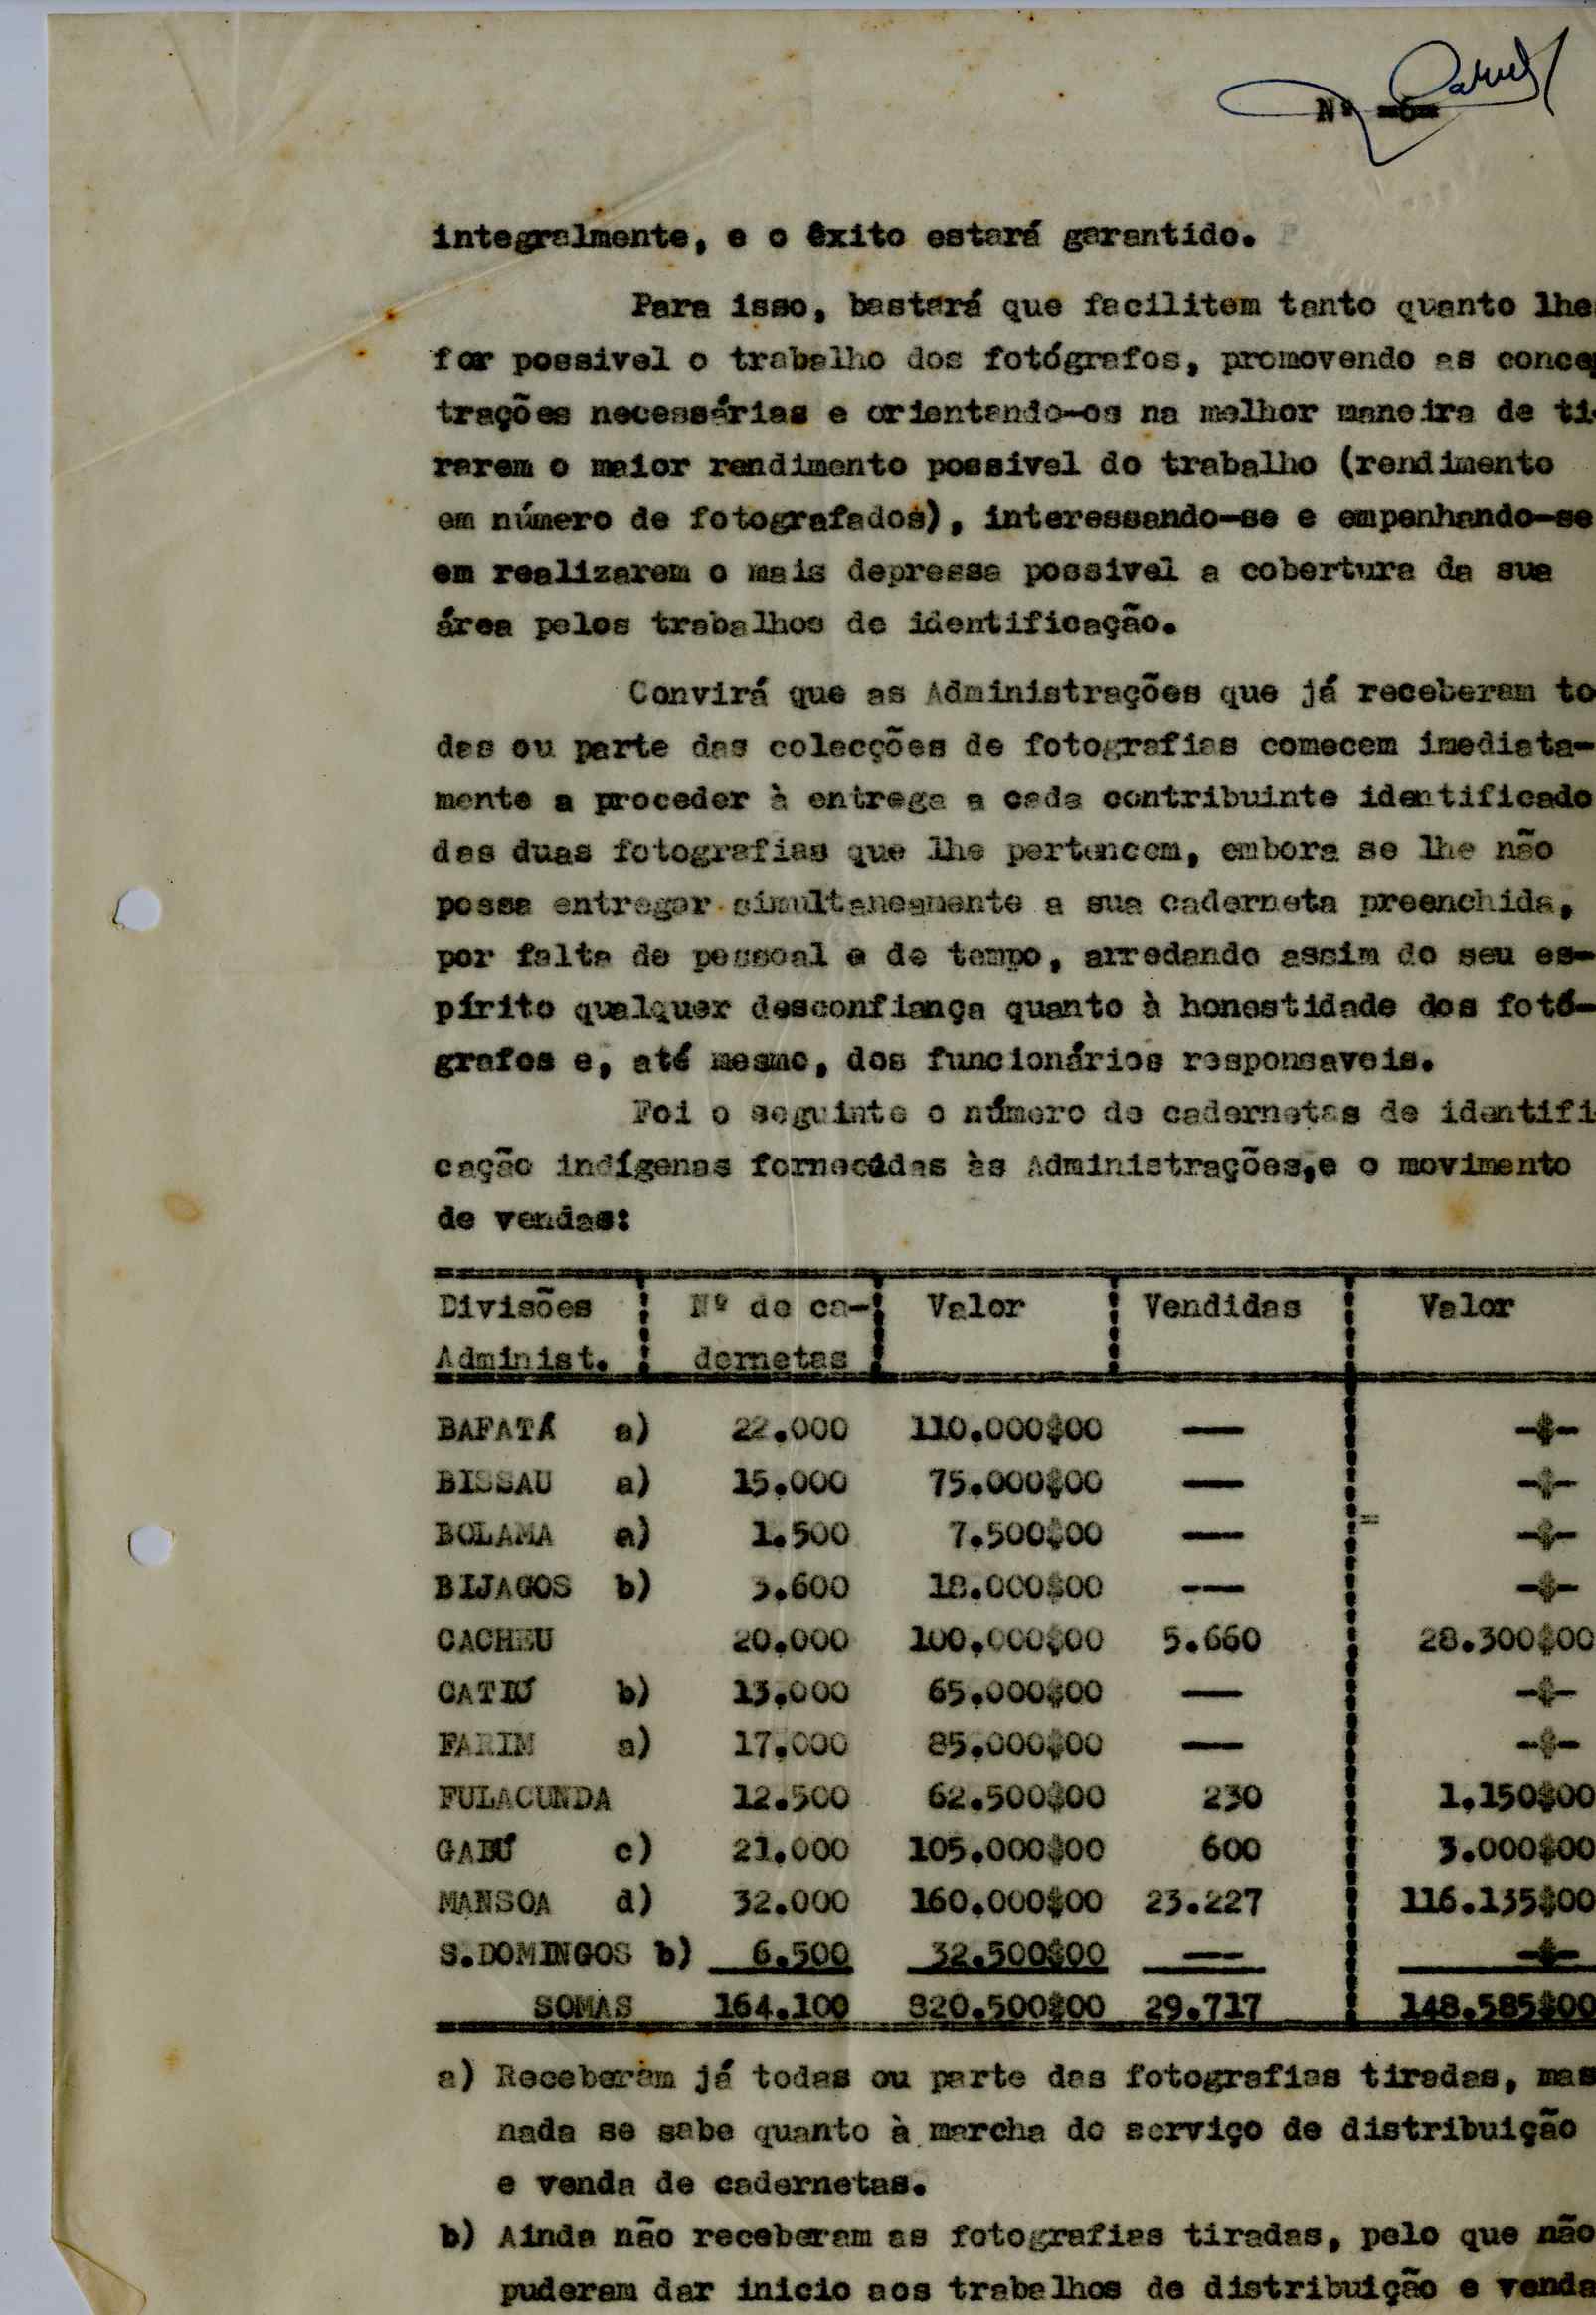 Nº -6-
integralmente, e o êxito estará garantido.
Para isso, bastará que facilitem tanto quanto lhe
for possivel o trabalho dos fotógrafos, promovendo as conce
trações necessárias e orientando-os na melhor maneira de ti
rarem o maior rendimento possivel do trabalho (rendimento
em número de fotografados), interessando-se e empenhando-se
em realizarem o mais depressa possivel a cobertura da sua
área pelos trabalhos de identificação.
Convirá que as Administrações que já receberam to
das ou parte das colecções de fotografias comecem imediata-
mente a proceder à entrega a cada contribuinte identificado
das duas fotografias que lhe pertencem, embora se lhe não
possa entregar simultaneamente a sua caderneta preenchida,
por falta de pessoal e de tempo, arredando assim do seu es-
pírito qualquer desconfiança quanto à honestidade dos fotó-
grafos e, até mesmo, dos funcionários responsaveis.
Foi o seguinte o número de cadernetas de identifi
cação indígenas fornecidas às Administrações,e o movimento
de vendas:
Divisões Nº de ca- Valor Vendidas Valor
Administ. dernetas
BAFATÁ a) 22.000 110.000$00 — -$-
BISSAU a) 15.000 75.000$00 — -$-
BOLAMA a) 1.500 7.500$00 — -$-
BIJAGOS b) 3.600 18.000$00 — -$-
CACHEU 20.000 100.000$00 5.660 28.300$00
CATIÓ b) 13.000 65.000$00 — -$-
FARIM a) 17.000 85.000$00 — -$-
FULACUNDA 12.500 62.500$00 230 1.150$00
GABÚ c) 21.000 105.000$00 600 3.000$00
MANSOA d) 32.000 160.000$00 23.227 116.135$00
S.DOMINGOS b) 6.500 32.500$00 — -$-
SOMAS 164.100 820.500$00 29.717 148.585$00
a) Receberam já todas ou parte das fotografias tiradas, mas
nada se sabe quanto à marcha do serviço de distribuição
e venda de cadernetas.
b) Ainda não receberam as fotografias tiradas, pelo que não
puderam dar inicio aos trabalhos de distribuição e venda